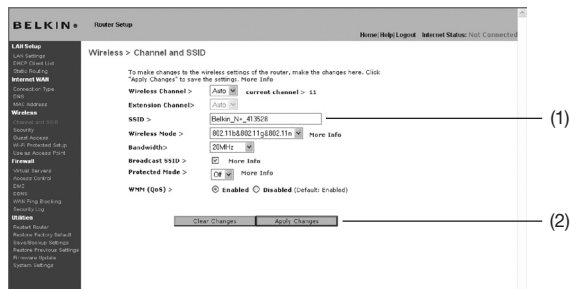 BELKIN
Router Setup
Home|Help|Logout Internet Status: Not Connected
LAN Setup
LAN Settings
DHCP Client List
Static Routing
Internet WAN
Connection Type
DNS
MAC Address
Wireless
Channel and SSID
Security
Guest Access
Wi-Fi Protected Setup
Use as Access Point
Firewall
Virtual Servers
Access Control
DMZ
DDNS
WAN Ping Blocking
Security Log
Utilities
Restart Router
Restore Factory Default
Save/Backup Settings
Restore Previous Settings
Firmware Update
System Settings
Wireless > Channel and SSID
To make changes to the wireless settings of the router, make the changes here. Click
"Apply Changes" to save the settings. More Info
Wireless Channel > Auto current channel > 11
Extension Channel> Auto
SSID > Belkin_N+_413528
Wireless Mode > 802.11b&802.11g&802.11n More Info
Bandwidth> 20MHz
Broadcast SSID > More Info
Protected Mode > Off More Info
WMM (QoS) > Enabled Disabled (Default: Enabled)
Clear Changes Apply Changes
(1)
(2)